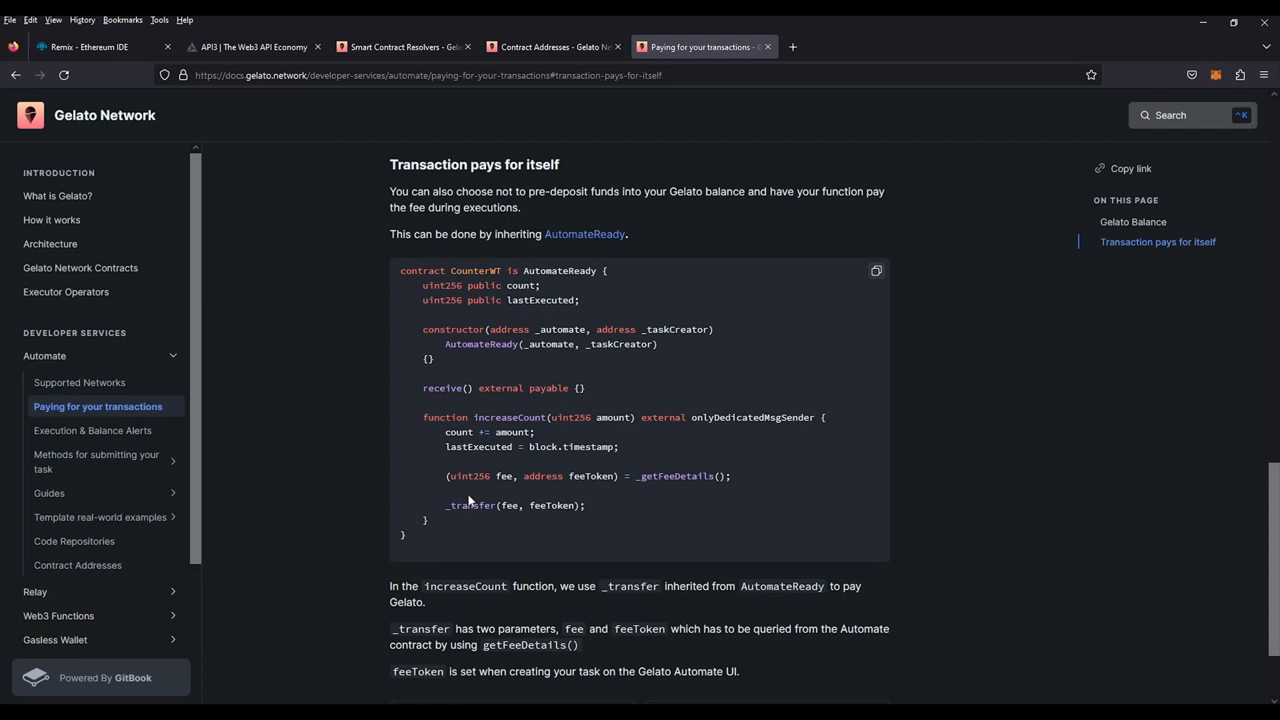 File Edit View History Bookmarks Tools Help
Remix - Ethereum IDE
API3 | The Web3 API Economy
Smart Contract Resolvers - Gela
Contract Addresses - Gelato Ne
Paying for your transactions - G
https://docs.gelato.network/developer-services/automate/paying-for-your-transactions#transaction-pays-for-itself
Gelato Network
Search
^K
INTRODUCTION
What is Gelato?
How it works
Architecture
Gelato Network Contracts
Executor Operators
DEVELOPER SERVICES
Automate
Supported Networks
Paying for your transactions
Execution & Balance Alerts
Methods for submitting your
task
Guides
Template real-world examples
Code Repositories
Contract Addresses
Relay
Web3 Functions
Gasless Wallet
Powered By GitBook
Transaction pays for itself
You can also choose not to pre-deposit funds into your Gelato balance and have your function pay
the fee during executions.
This can be done by inheriting AutomateReady.
contract CounterWT is AutomateReady {
uint256 public count;
uint256 public lastExecuted;
constructor(address _automate, address _taskCreator)
AutomateReady(_automate, _taskCreator)
{}
receive() external payable {}
function increaseCount(uint256 amount) external onlyDedicatedMsgSender {
count += amount;
lastExecuted = block.timestamp;
(uint256 fee, address feeToken) = _getFeeDetails();
_transfer(fee, feeToken);
}
}
In the increaseCount function, we use _transfer inherited from AutomateReady to pay
Gelato.
_transfer has two parameters, fee and feeToken which has to be queried from the Automate
contract by using getFeeDetails()
feeToken is set when creating your task on the Gelato Automate UI.
Copy link
ON THIS PAGE
Gelato Balance
Transaction pays for itself